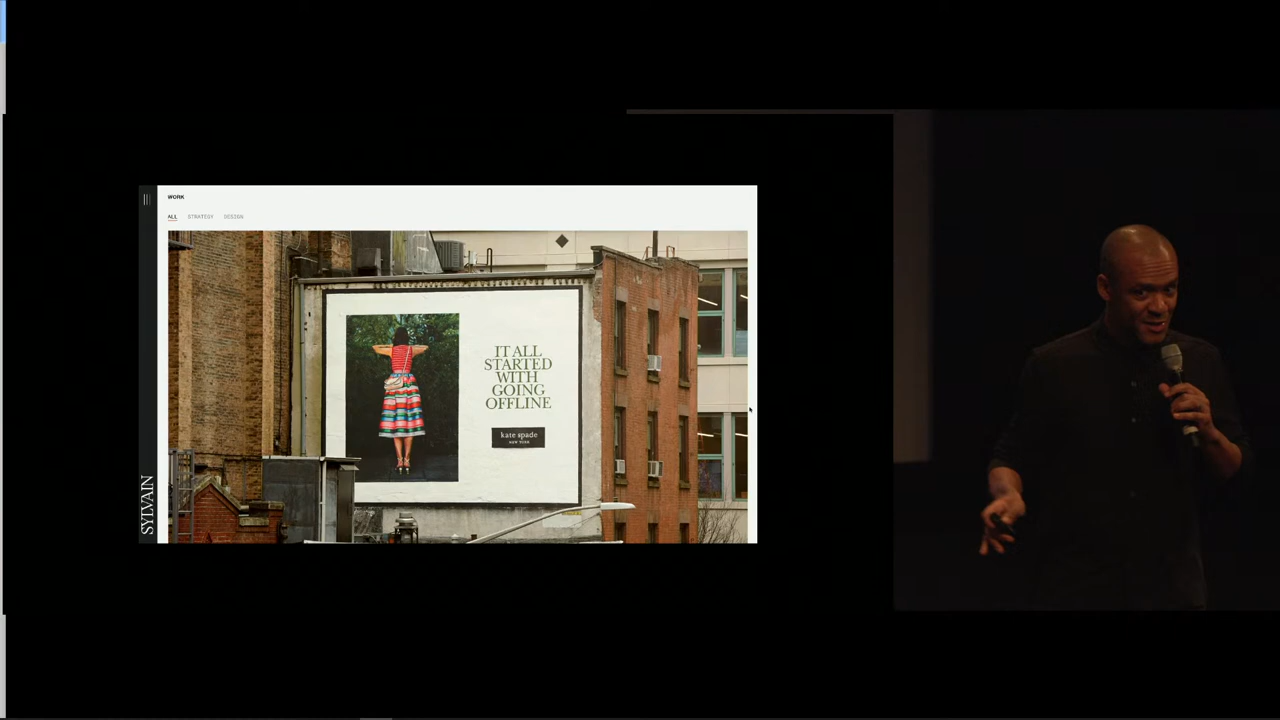 WORK
ALL STRATEGY DESIGN
IT ALL
STARTED
WITH
GOING
OFFLINE
kate spade
NEW YORK
SYLVAIN